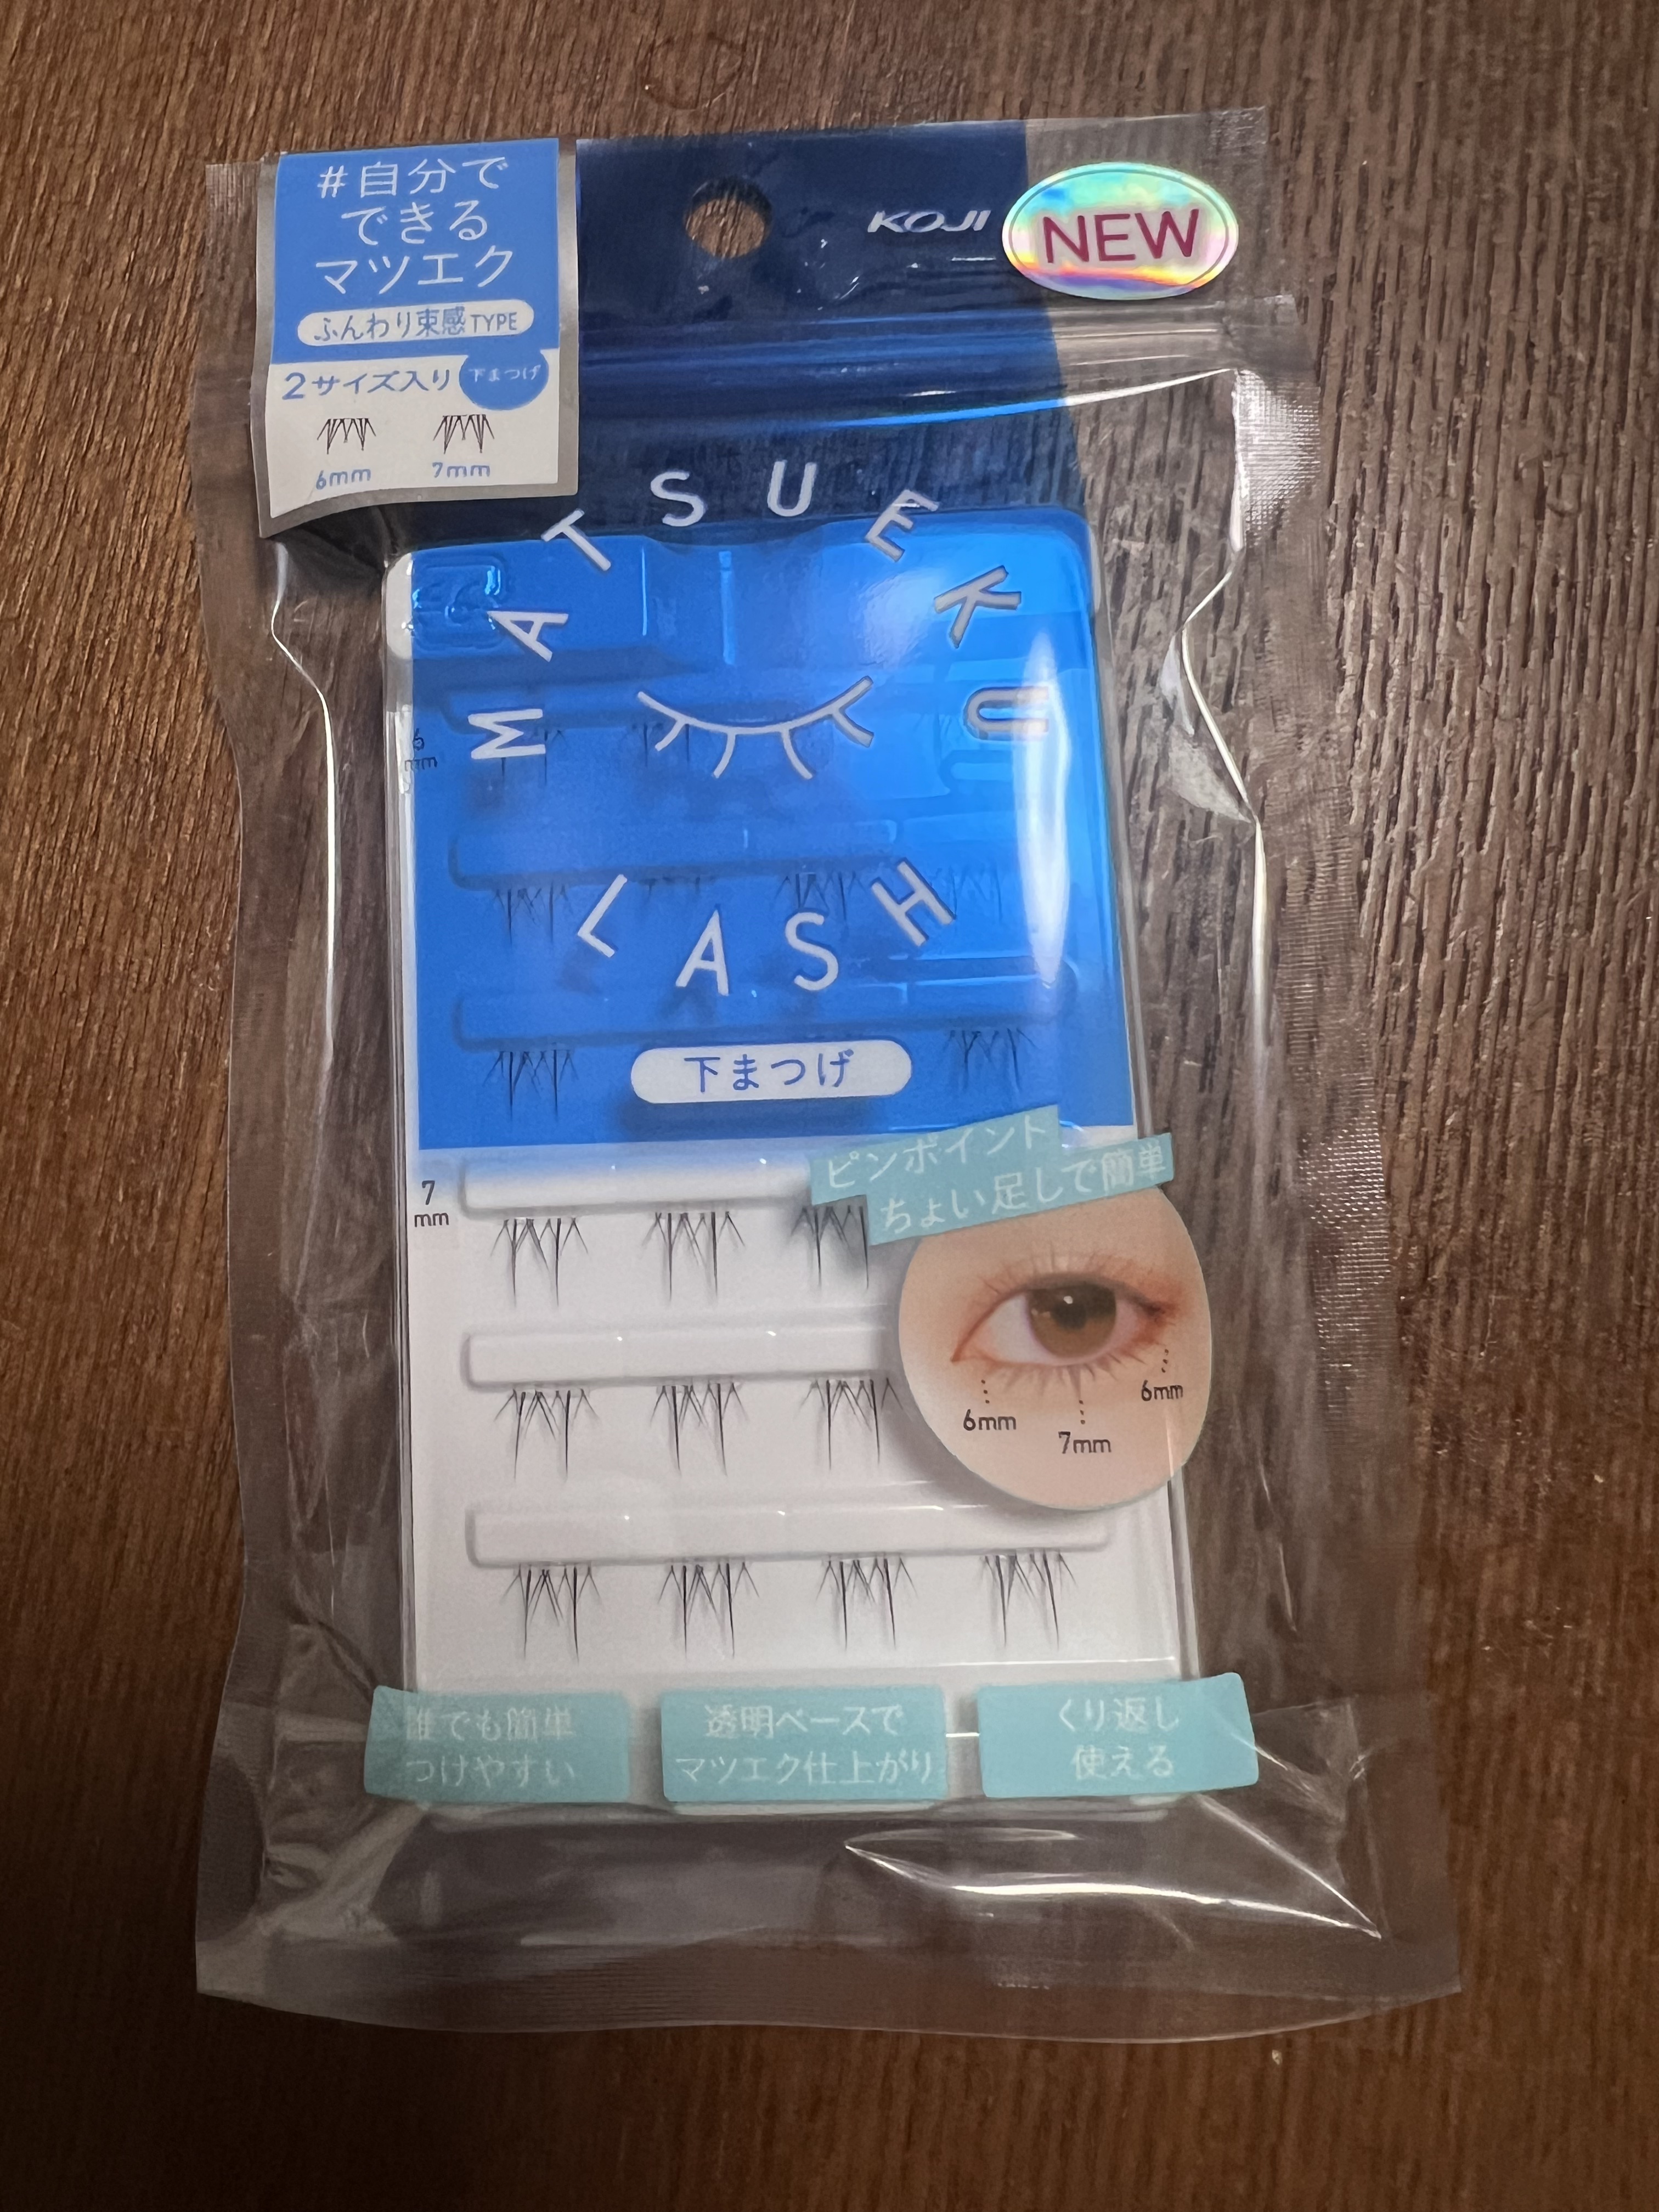 #自分で
できる
マツエク
ふんわり束感TYPE
2サイズ入り
下まつげ
6mm 7mm
KOJI
NEW
MATSUEKU
LASH
下まつげ
6
mm
7
mm
ピンポイント
ちょい足しで簡単
6mm
7mm
6mm
誰でも簡単
つけやすい
透明ベースで
マツエク仕上がり
くり返し
使える